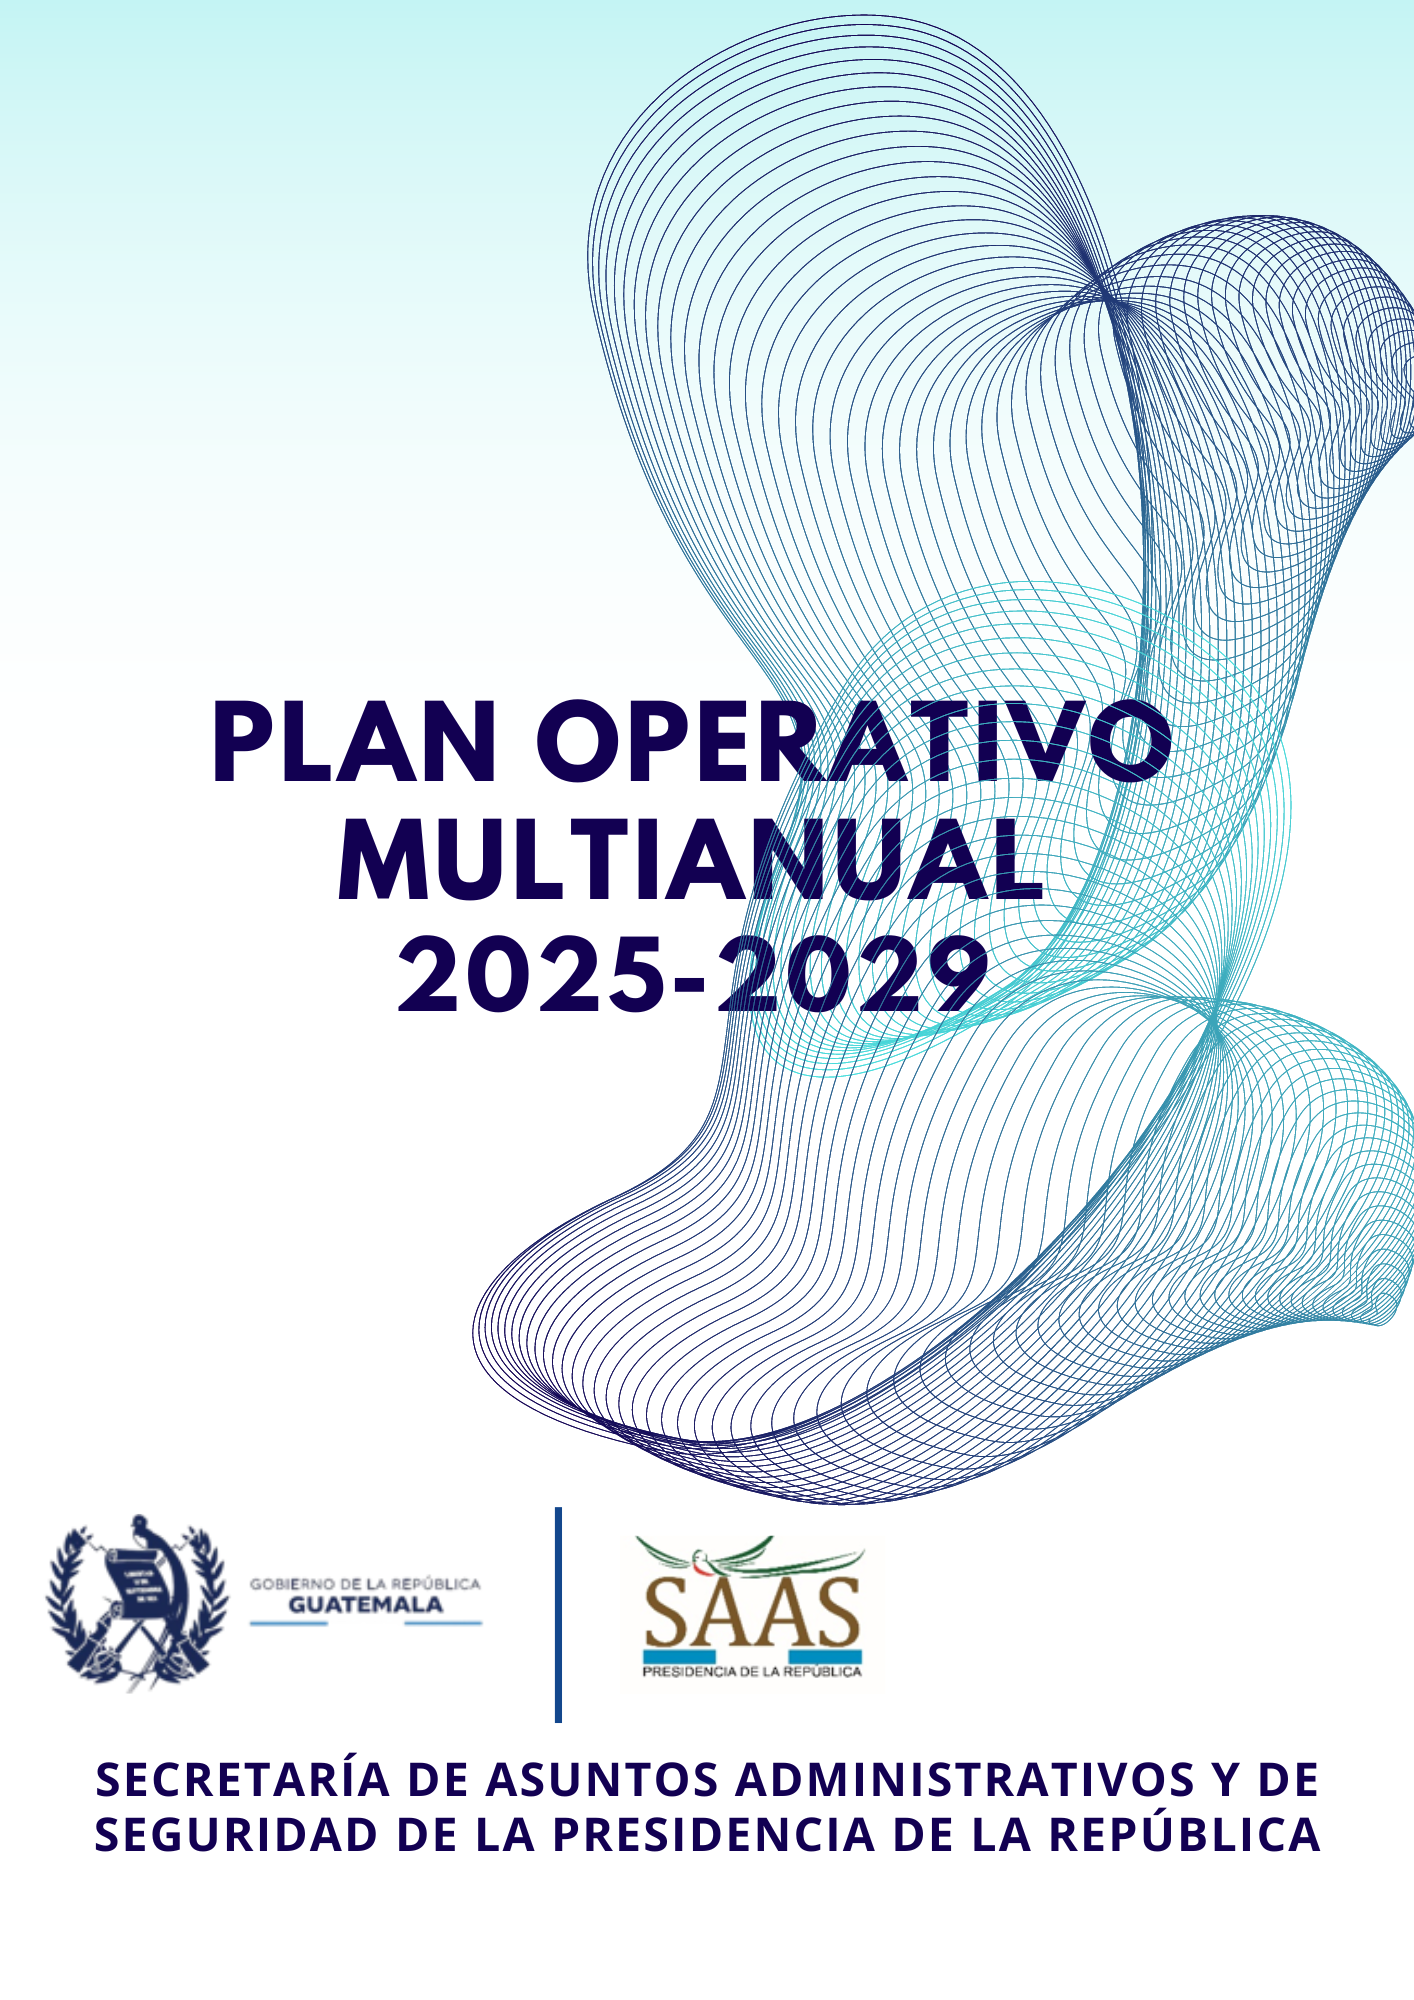 PLAN OPERATIVO
MULTIANUAL
2025-2029
GOBIERNO DE LA REPÚBLICA
GUATEMALA
SAAS
PRESIDENCIA DE LA REPÚBLICA
SECRETARÍA DE ASUNTOS ADMINISTRATIVOS Y DE
SEGURIDAD DE LA PRESIDENCIA DE LA REPÚBLICA